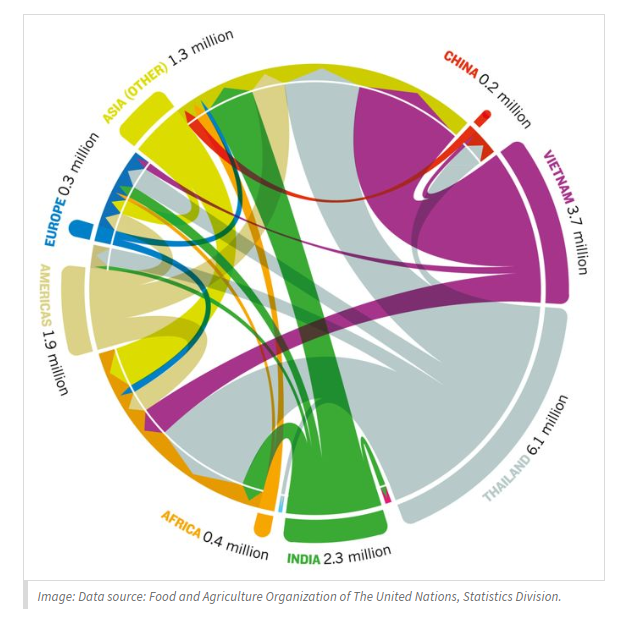 ASIA (OTHER) 1.3 million
CHINA 0.2 million
EUROPE 0.3 million
VIETNAM 3.7 million
AMERICAS 1.9 million
THAILAND 6.1 million
AFRICA 0.4 million
INDIA 2.3 million
Image: Data source: Food and Agriculture Organization of The United Nations, Statistics Division.